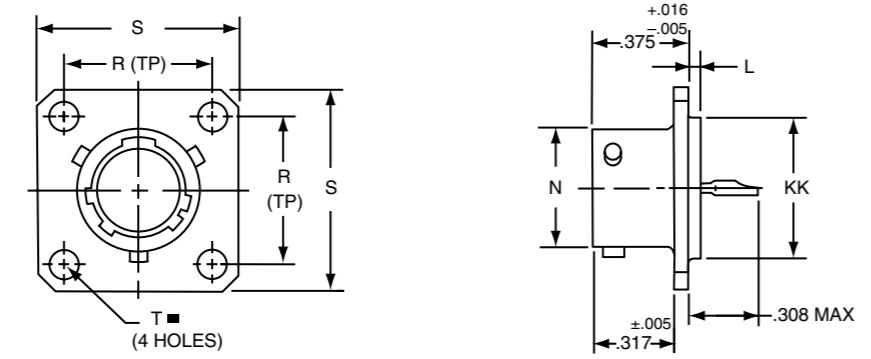 S
R (TP)
R
(TP)
S
T ■
(4 HOLES)
+.016
–.005
.375
L
N
KK
.308 MAX
±.005
.317